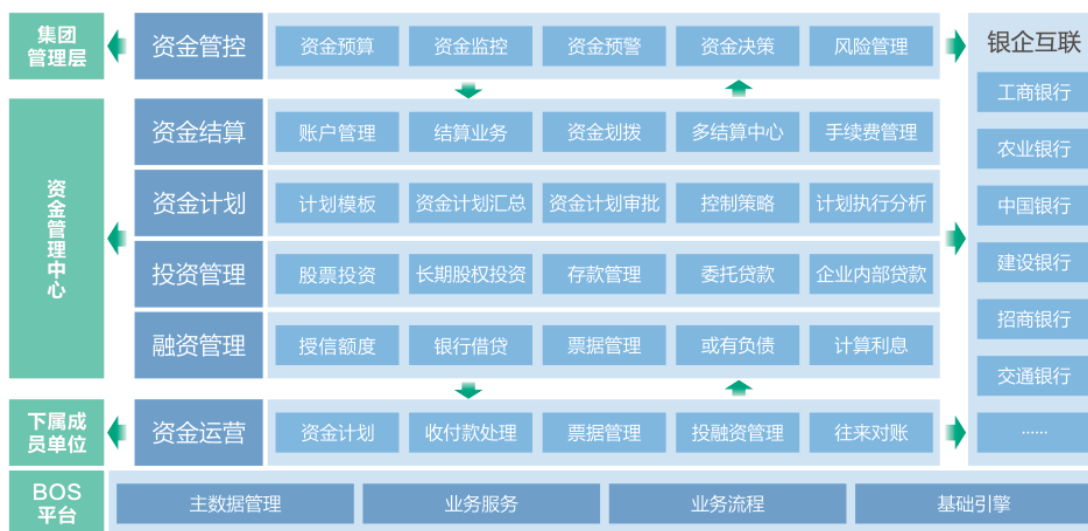 集团
管理层
资金管控
资金预算
资金监控
资金预警
资金决策
风险管理
银企互联
工商银行
农业银行
中国银行
建设银行
招商银行
交通银行
······
资金管理中心
资金结算
账户管理
结算业务
资金划拨
多结算中心
手续费管理
资金计划
计划模板
资金计划汇总
资金计划审批
控制策略
计划执行分析
投资管理
股票投资
长期股权投资
存款管理
委托贷款
企业内部贷款
融资管理
授信额度
银行借贷
票据管理
或有负债
计算利息
下属成
员单位
资金运营
资金计划
收付款处理
票据管理
投融资管理
往来对账
BOS
平台
主数据管理
业务服务
业务流程
基础引擎